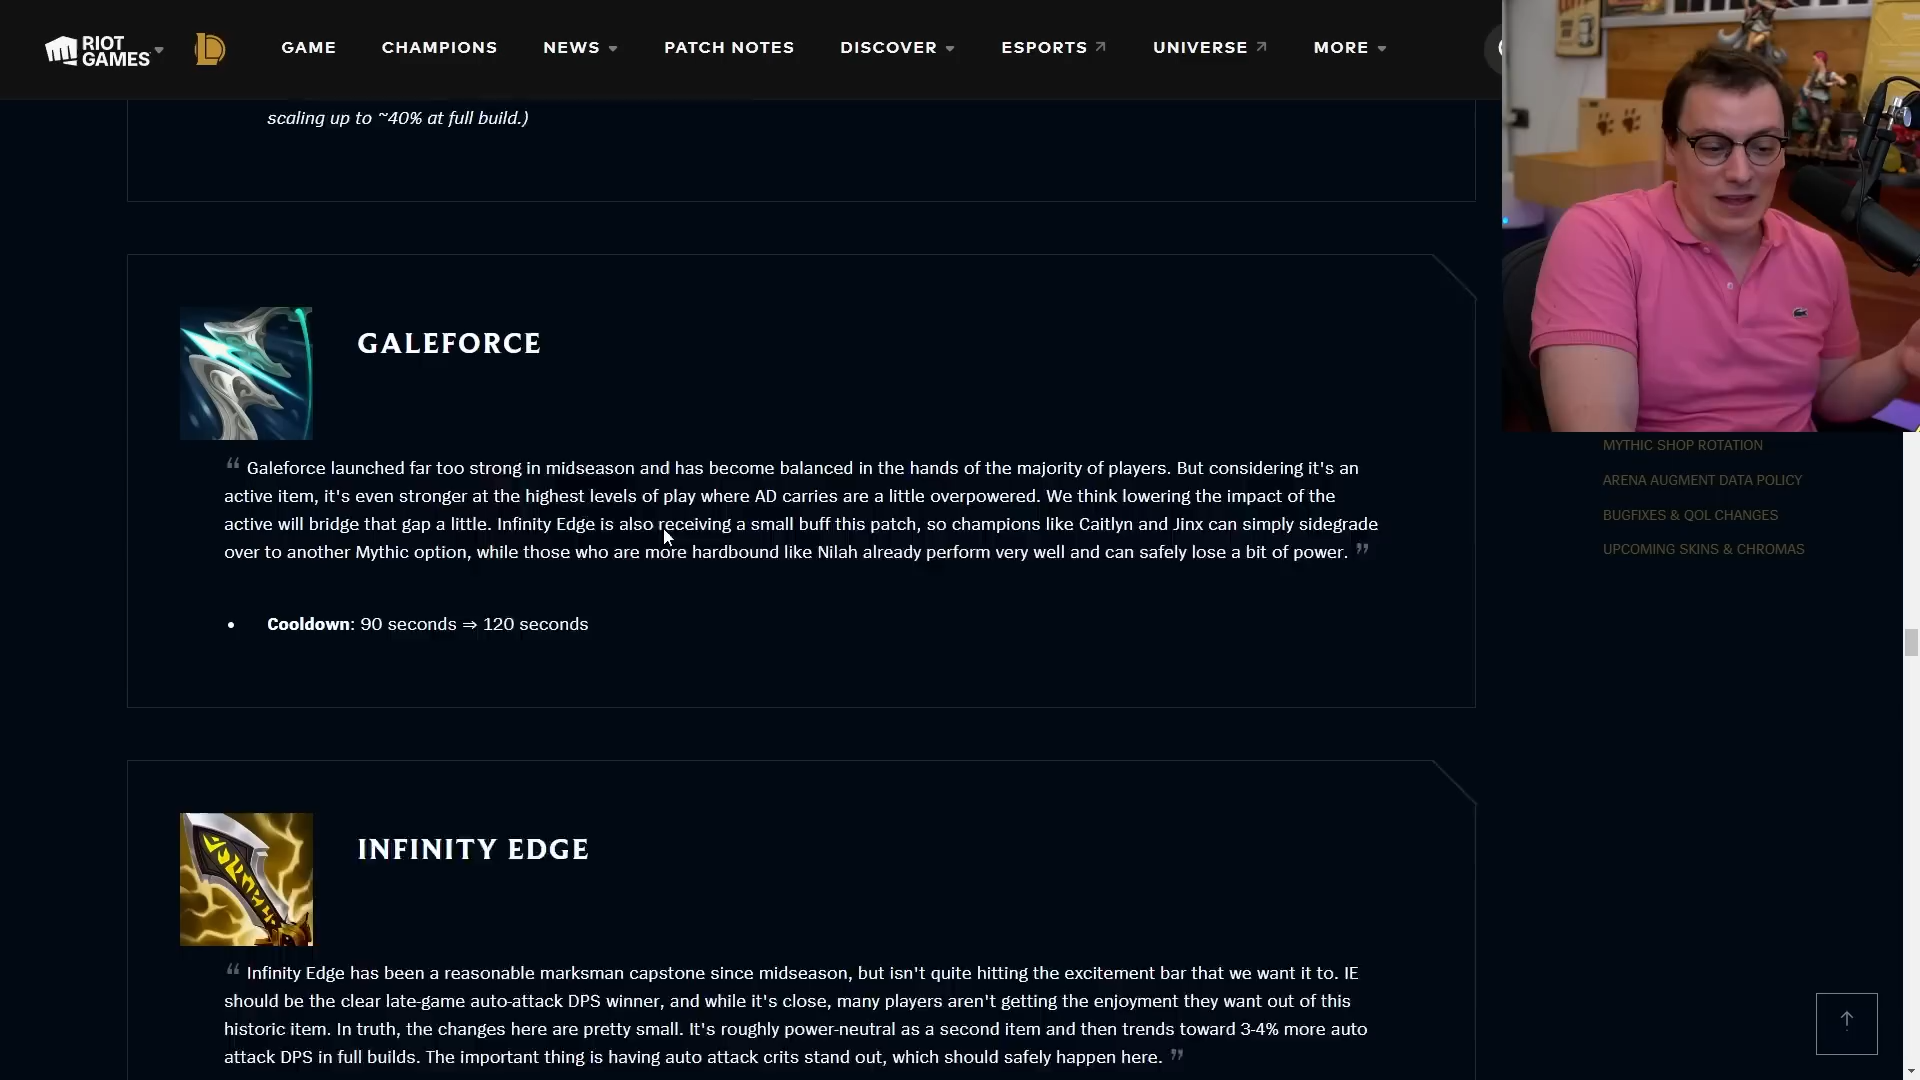 RIOT
GAMES
GAME
CHAMPIONS
NEWS
PATCH NOTES
DISCOVER
ESPORTS
UNIVERSE
MORE
scaling up to ~40% at full build.)
GALEFORCE
“ Galeforce launched far too strong in midseason and has become balanced in the hands of the majority of players. But considering it's an
active item, it's even stronger at the highest levels of play where AD carries are a little overpowered. We think lowering the impact of the
active will bridge that gap a little. Infinity Edge is also receiving a small buff this patch, so champions like Caitlyn and Jinx can simply sidegrade
over to another Mythic option, while those who are more hardbound like Nilah already perform very well and can safely lose a bit of power. ”
• Cooldown: 90 seconds ⇒ 120 seconds
INFINITY EDGE
“ Infinity Edge has been a reasonable marksman capstone since midseason, but isn't quite hitting the excitement bar that we want it to. IE
should be the clear late-game auto-attack DPS winner, and while it's close, many players aren't getting the enjoyment they want out of this
historic item. In truth, the changes here are pretty small. It's roughly power-neutral as a second item and then trends toward 3-4% more auto
attack DPS in full builds. The important thing is having auto attack crits stand out, which should safely happen here. ”
MYTHIC SHOP ROTATION
ARENA AUGMENT DATA POLICY
BUGFIXES & QOL CHANGES
UPCOMING SKINS & CHROMAS